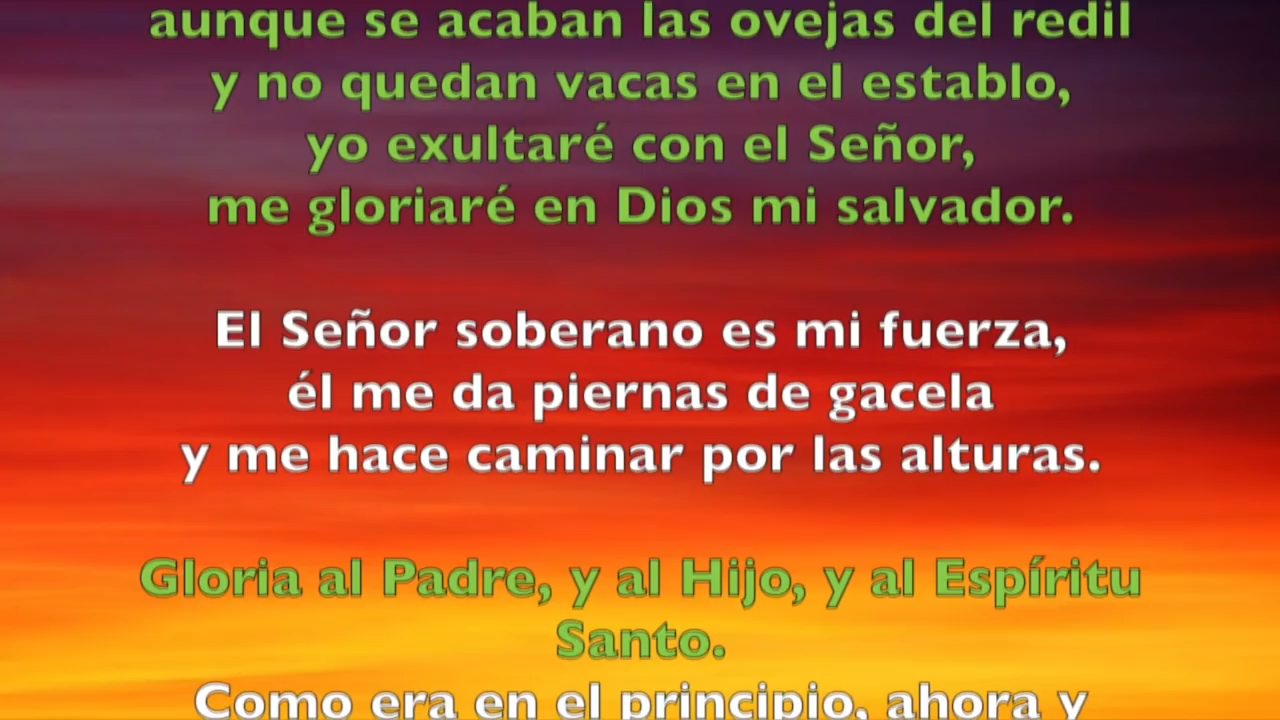 aunque se acaban las ovejas del redil
y no quedan vacas en el establo,
yo exultaré con el Señor,
me gloriaré en Dios mi salvador.
El Señor soberano es mi fuerza,
él me da piernas de gacela
y me hace caminar por las alturas.
Gloria al Padre, y al Hijo, y al Espíritu
Santo.
Como era en el principio, ahora y